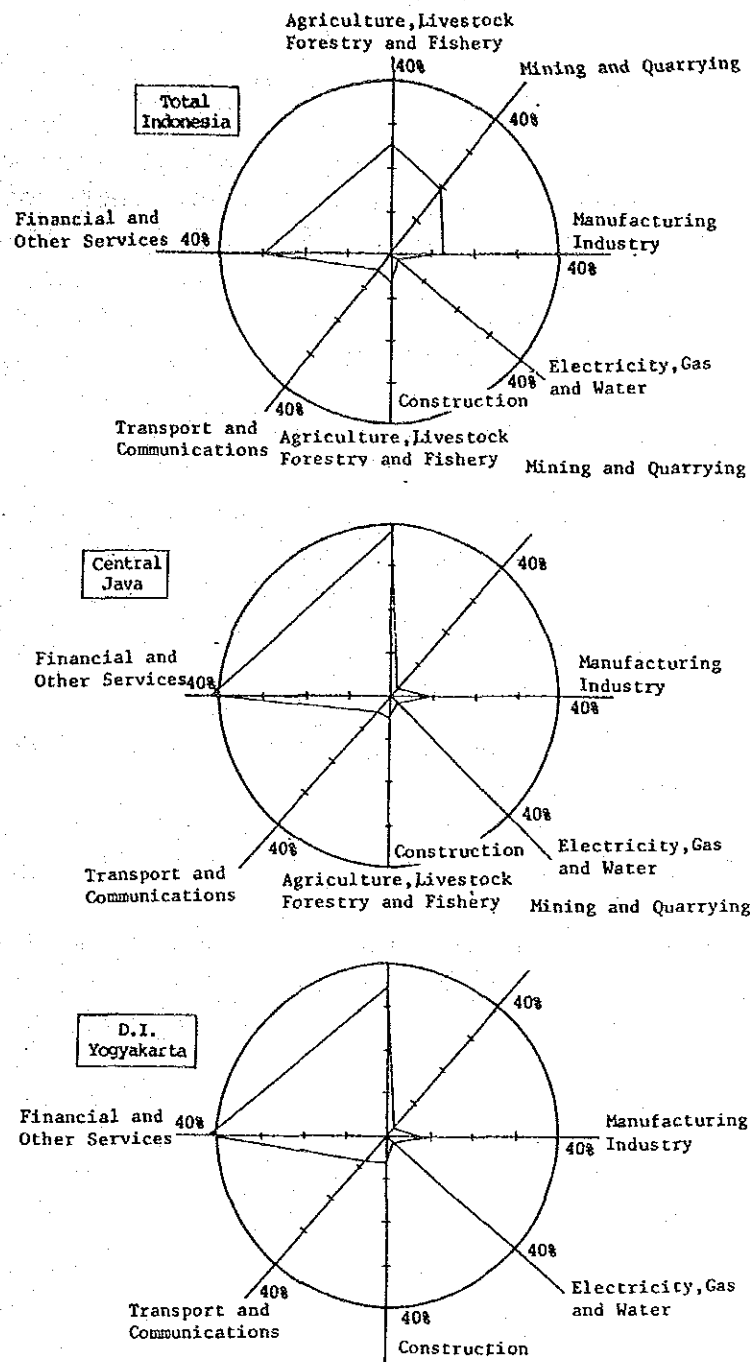 Agriculture,Livestock
Forestry and Fishery
40%
Mining and Quarrying
40%
Total
Indonesia
Financial and
Other Services 40%
Manufacturing
Industry
40%
Electricity,Gas
and Water
40%
Construction
40%
Transport and
Communications
Agriculture,Livestock
Forestry and Fishery
Mining and Quarrying
40%
Central
Java
Financial and
Other Services 40%
Manufacturing
Industry
40%
40%
Electricity,Gas
and Water
Construction
40%
Transport and
Communications
Agriculture,Livestock
Forestry and Fishery
Mining and Quarrying
40%
D.I.
Yogyakarta
Financial and
Other Services
40%
Manufacturing
Industry
40%
40%
Electricity,Gas
and Water
40%
40%
Transport and
Communications
Construction